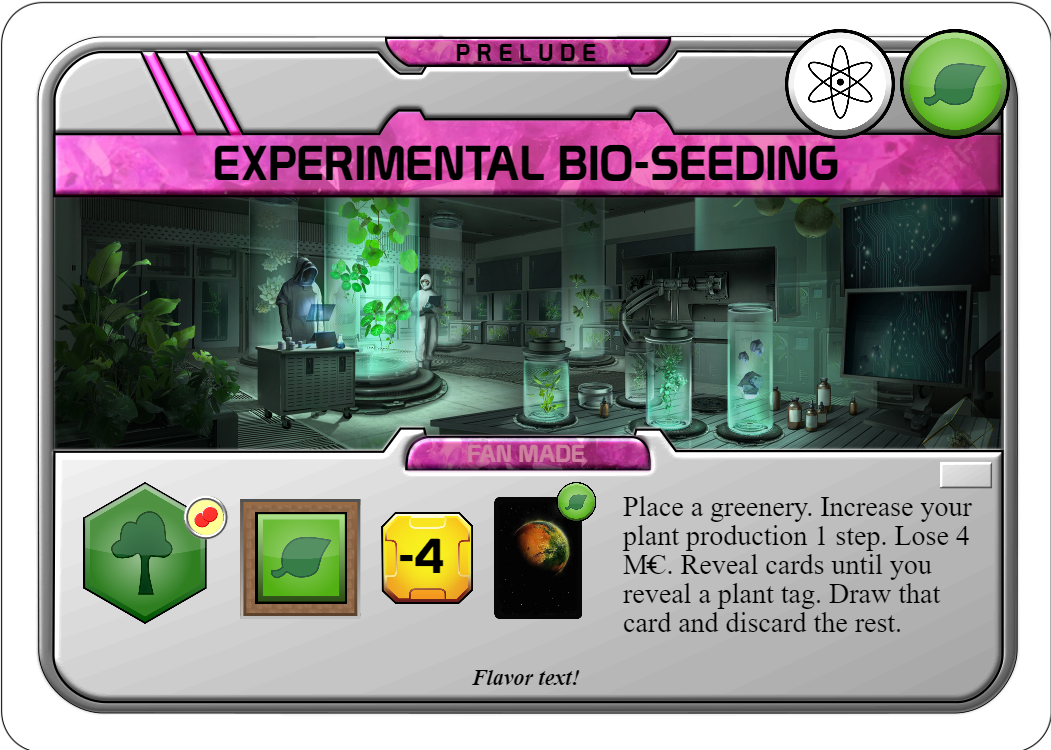 PRELUDE
EXPERIMENTAL BIO-SEEDING
FAN MADE
-4
Place a greenery. Increase your
plant production 1 step. Lose 4
M€. Reveal cards until you
reveal a plant tag. Draw that
card and discard the rest.
Flavor text!